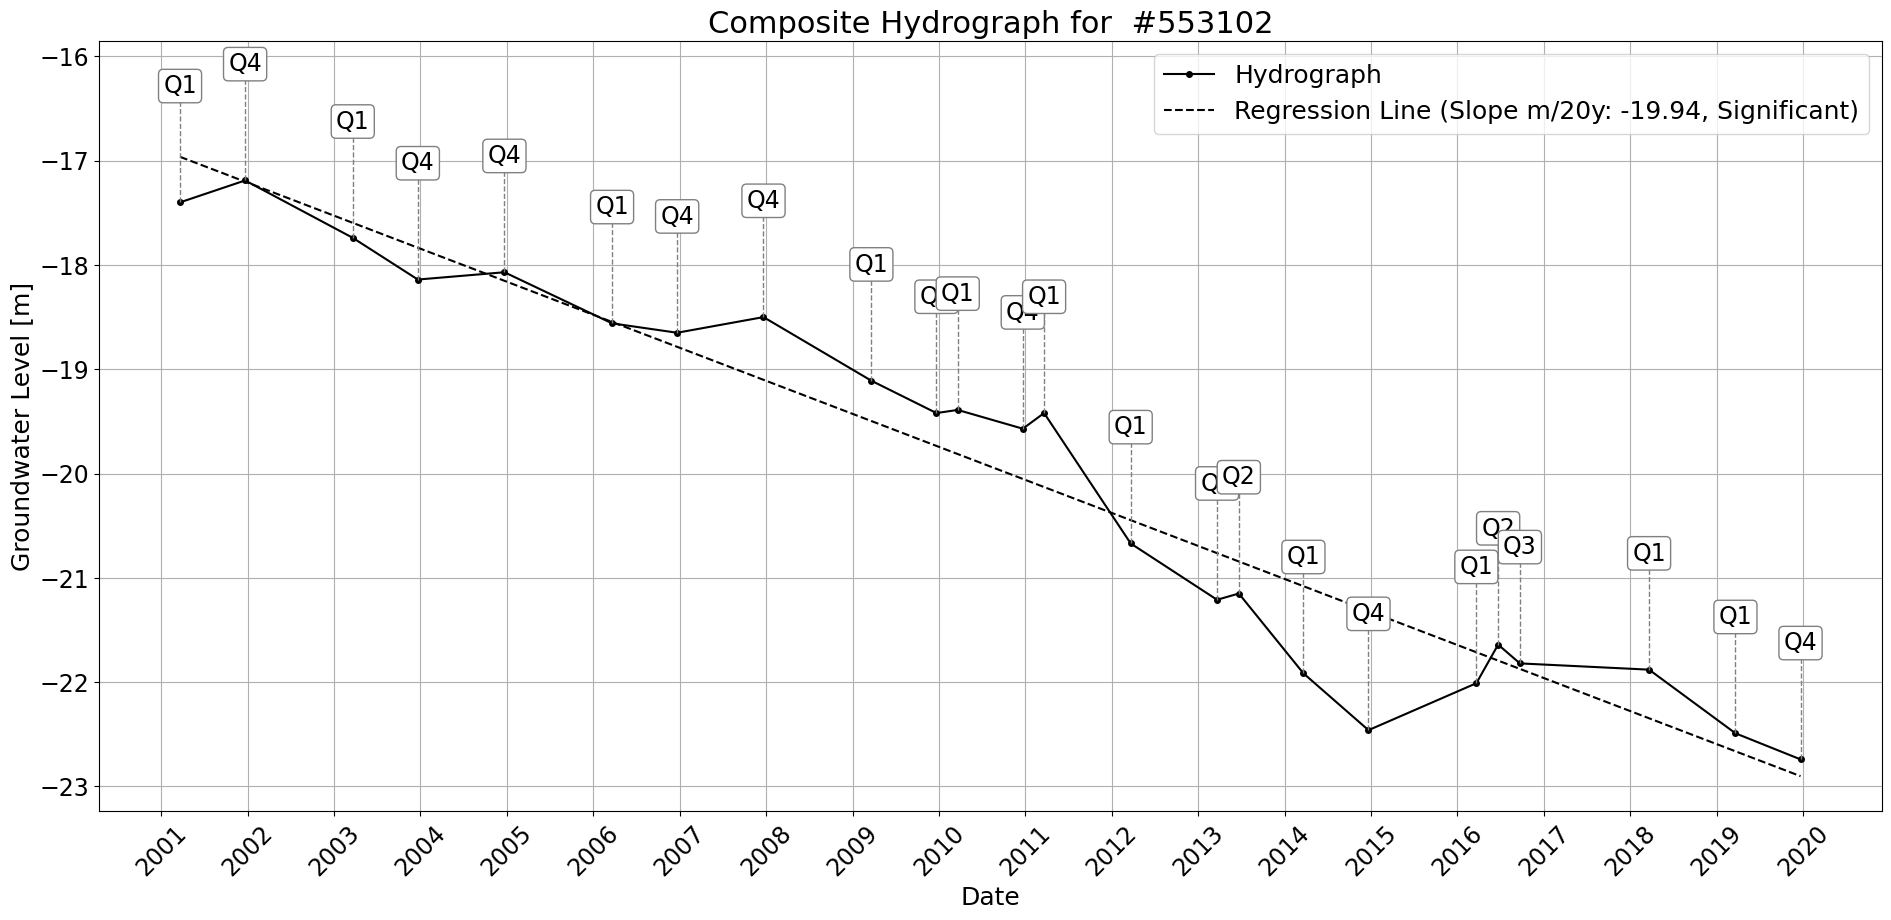 Composite Hydrograph for #553102
Hydrograph
Regression Line (Slope m/20y: -19.94, Significant)
Groundwater Level [m]
−16
−17
−18
−19
−20
−21
−22
−23
Q1
Q4
Q1
Q4
Q4
Q1
Q4
Q4
Q1
Q
Q1
Q4
Q1
Q1
Q
Q2
Q1
Q4
Q1
Q2
Q3
Q1
Q1
Q4
2001
2002
2003
2004
2005
2006
2007
2008
2009
2010
2011
2012
2013
2014
2015
2016
2017
2018
2019
2020
Date